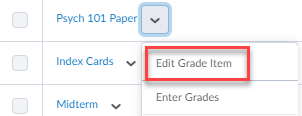 Psych 101 Paper
Edit Grade Item
Index Cards
Enter Grades
Midterm